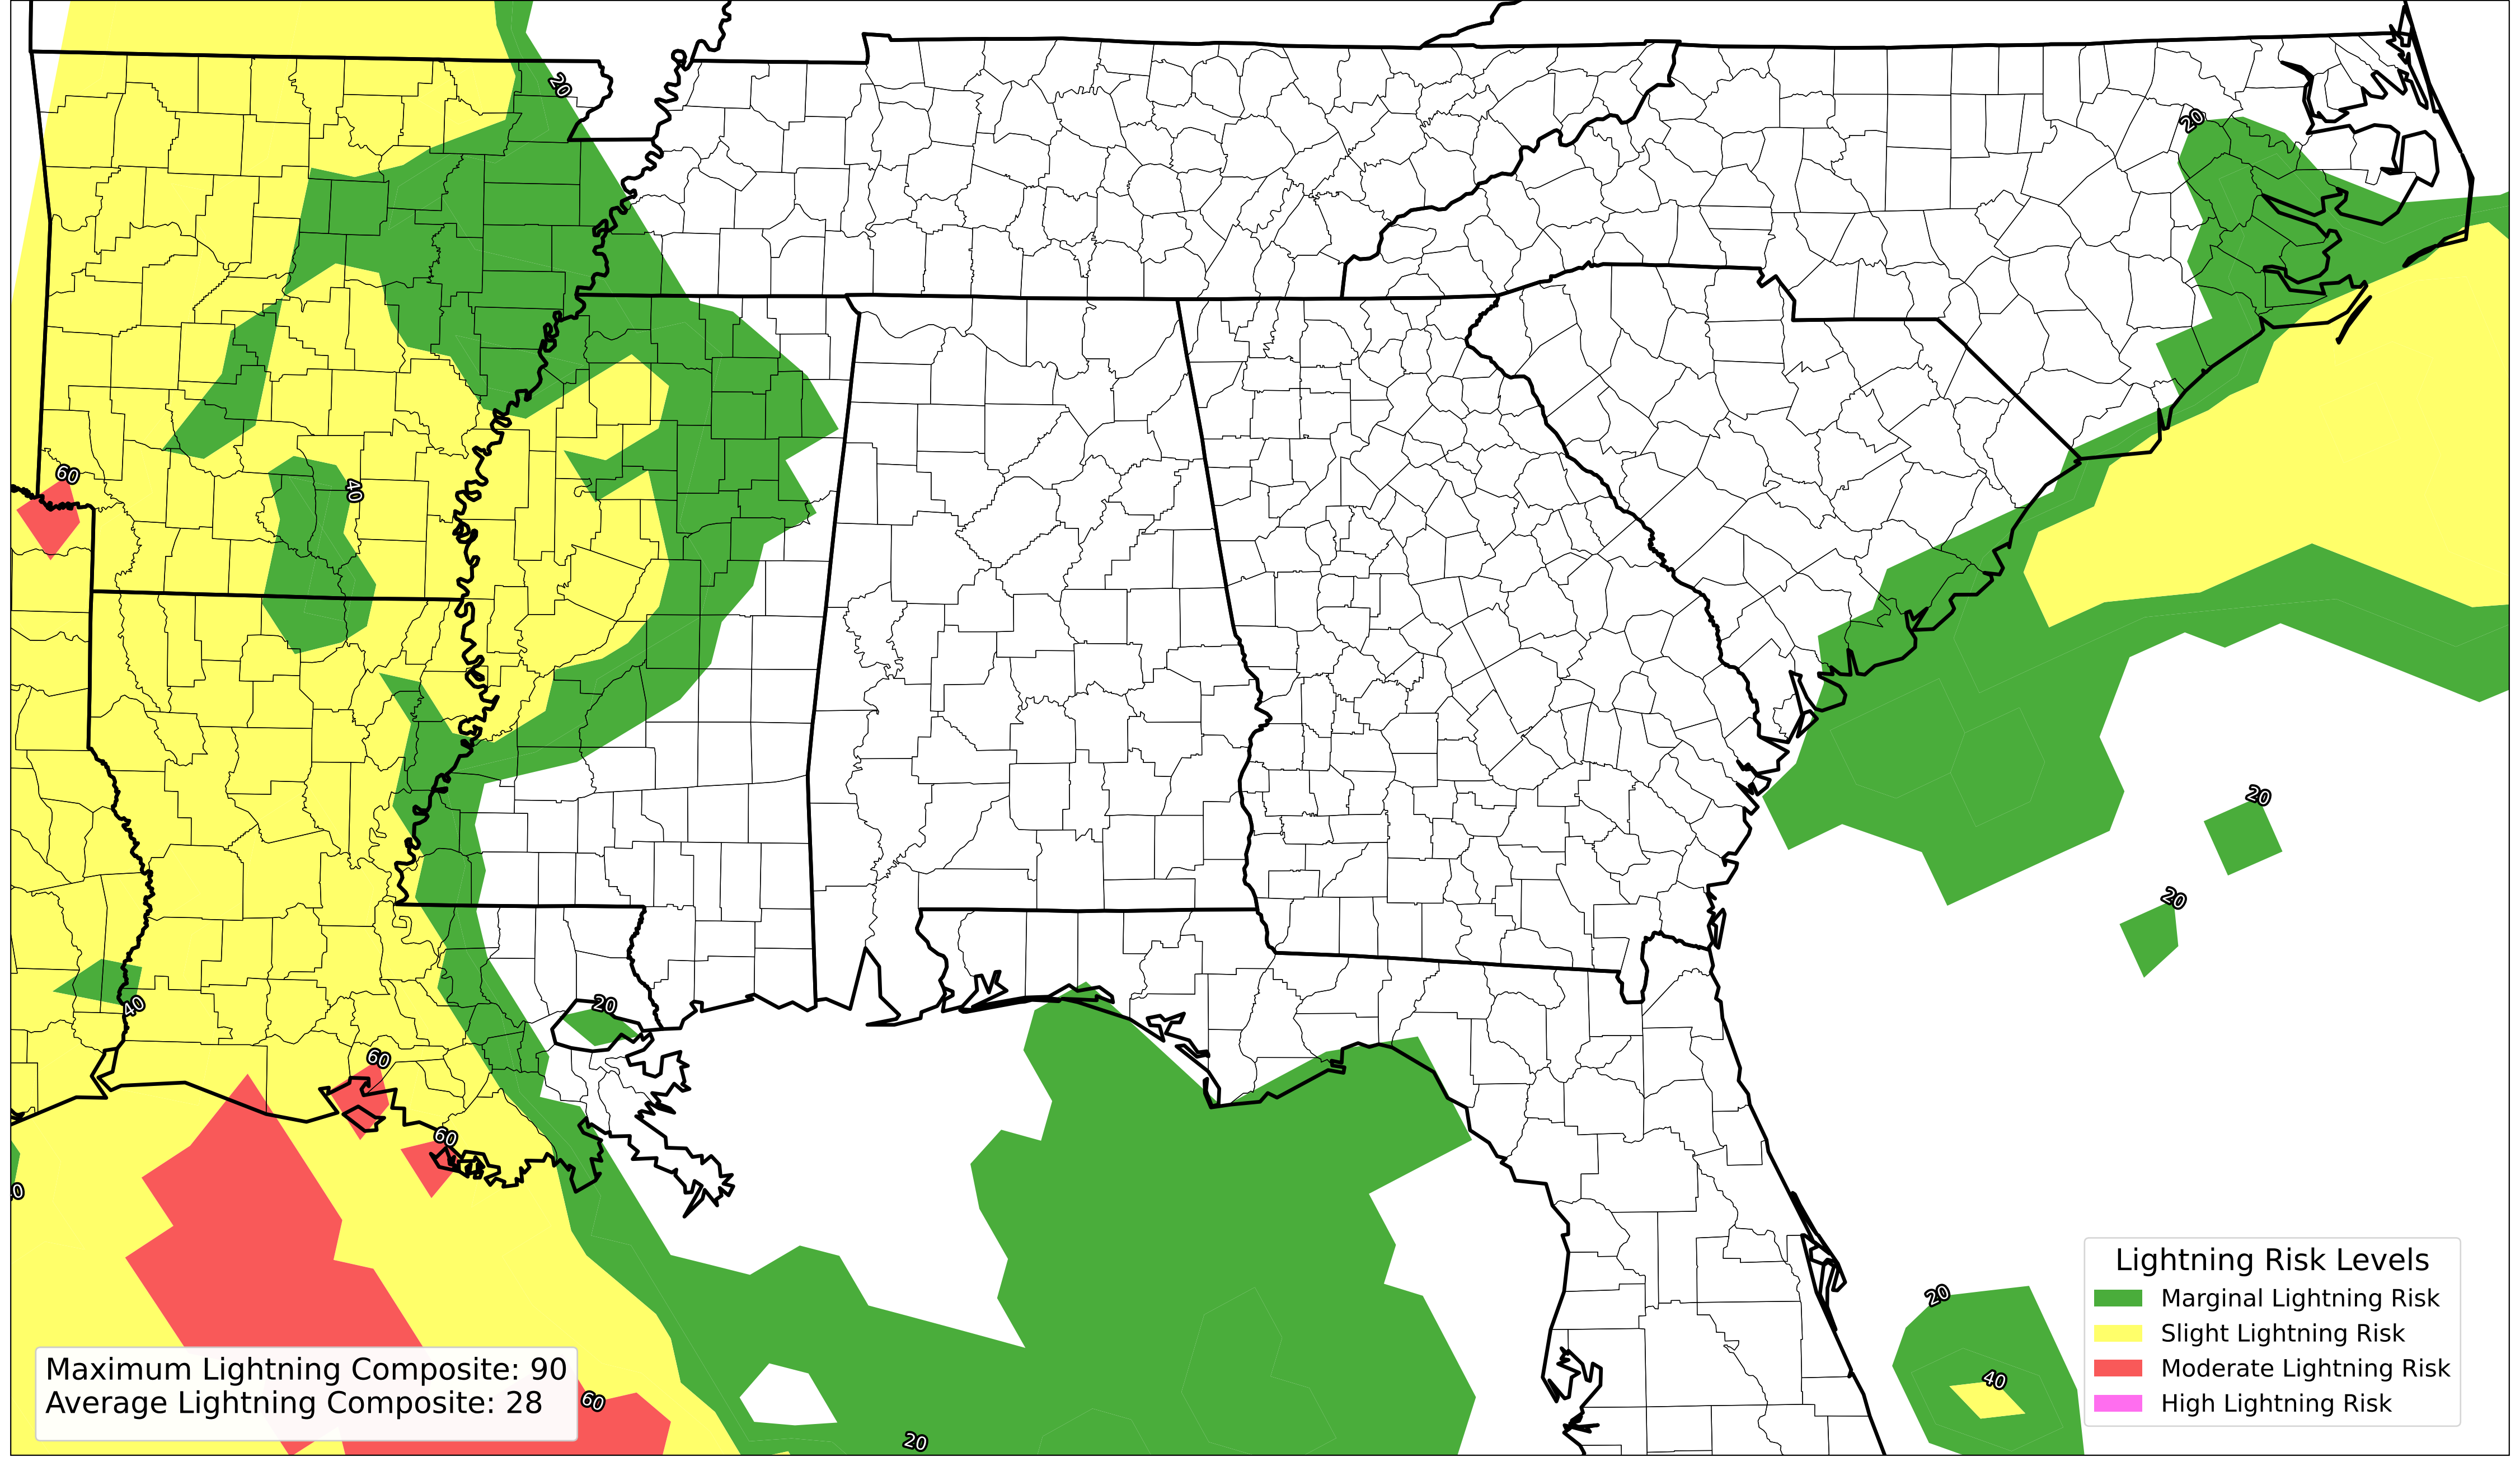 20
20
60
40
20
20
40
20
60
60
0
20
40
60
20
Lightning Risk Levels
Marginal Lightning Risk
Slight Lightning Risk
Moderate Lightning Risk
High Lightning Risk
Maximum Lightning Composite: 90
Average Lightning Composite: 28